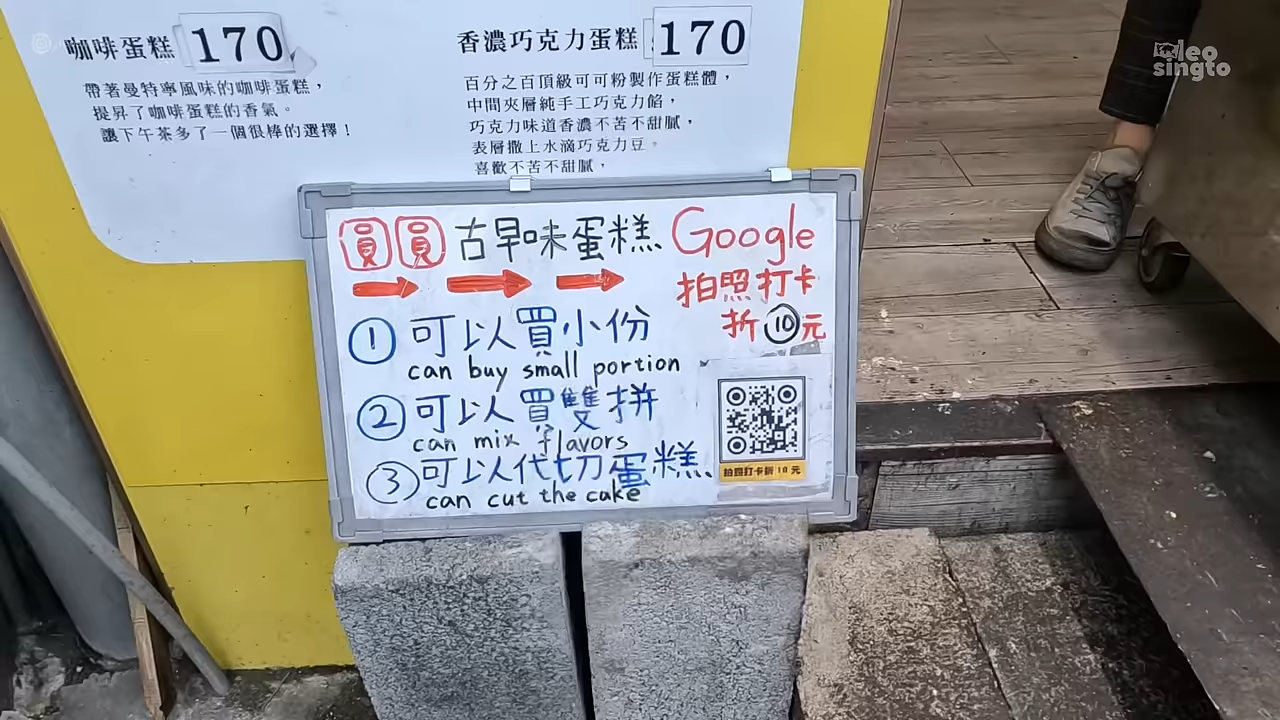 咖啡蛋糕 170
帶著曼特寧風味的咖啡蛋糕，
提昇了咖啡蛋糕的香氣。
讓下午茶多了一個很棒的選擇！
香濃巧克力蛋糕 170
百分之百頂級可可粉製作蛋糕體，
中間夾層純手工巧克力餡，
巧克力味道香濃不苦不甜膩，
表層撒上水滴巧克力豆。
喜歡不苦不甜膩，
leo
singto
圓圓 古早味蛋糕
Google
拍照打卡
折10元
① 可以買小份
can buy small portion
② 可以買雙拼
can mix flavors
③ 可以代切蛋糕
can cut the cake
拍照打卡折 10 元